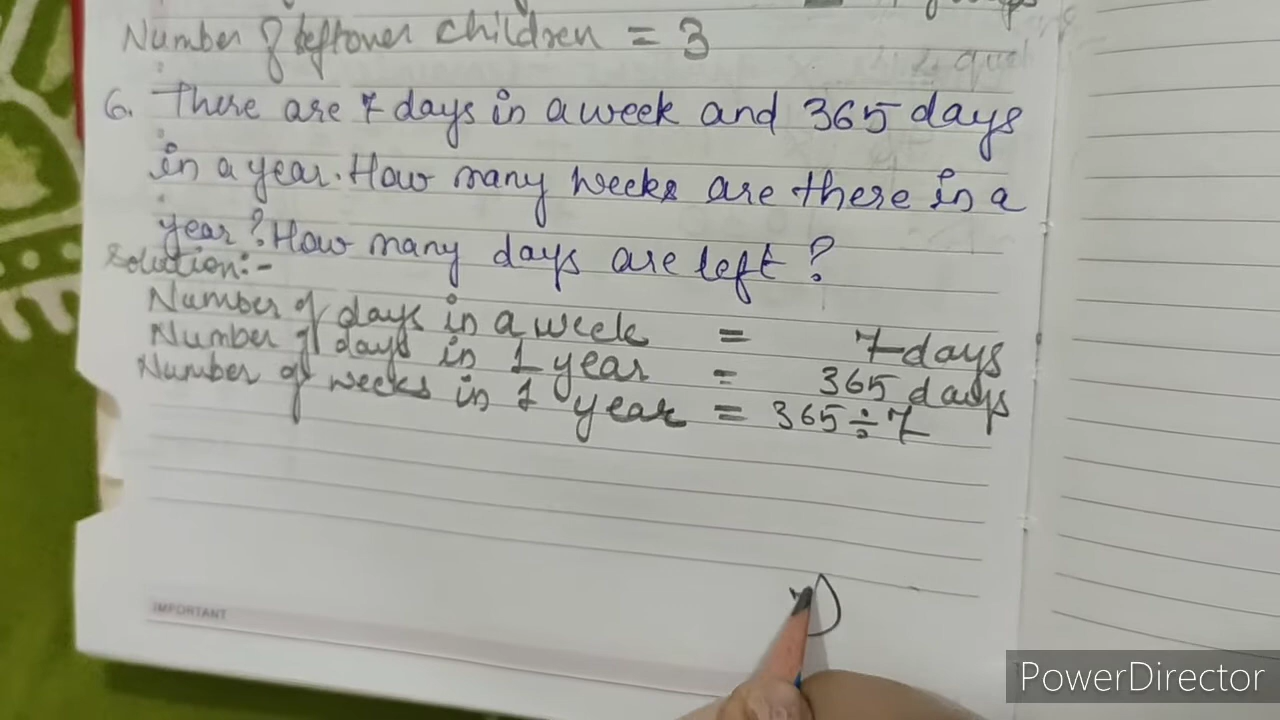 Number of leftover children = 3
6. There are 7 days in a week and 365 days
in a year. How many weeks are there in a
year? How many days are left?
Solution:-
Number of days in a week = 7 days
Number of days in 1 year = 365 days
Number of weeks in 1 year = 365÷7
IMPORTANT
PowerDirector